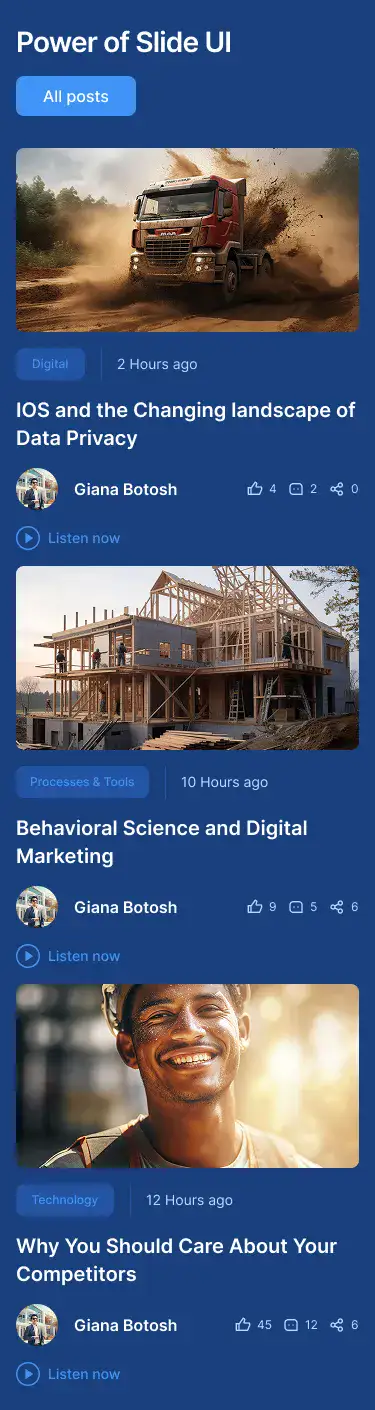 Power of Slide UI
All posts
Digital
2 Hours ago
IOS and the Changing landscape of
Data Privacy
Giana Botosh
4
2
0
Listen now
Processes & Tools
10 Hours ago
Behavioral Science and Digital
Marketing
Giana Botosh
9
5
6
Listen now
Technology
12 Hours ago
Why You Should Care About Your
Competitors
Giana Botosh
45
12
6
Listen now